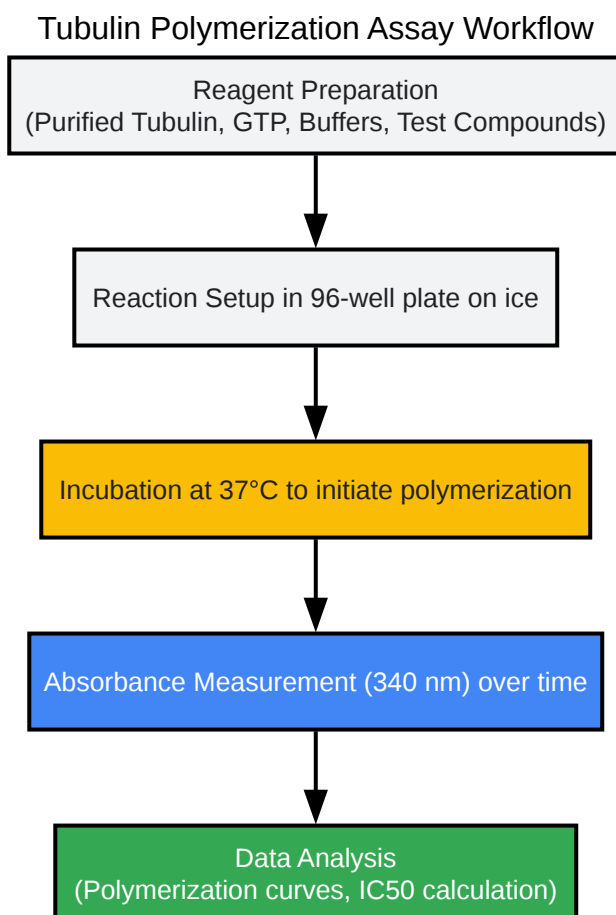 Tubulin Polymerization Assay Workflow
Reagent Preparation
(Purified Tubulin, GTP, Buffers, Test Compounds)
Reaction Setup in 96-well plate on ice
Incubation at 37°C to initiate polymerization
Absorbance Measurement (340 nm) over time
Data Analysis
(Polymerization curves, IC50 calculation)